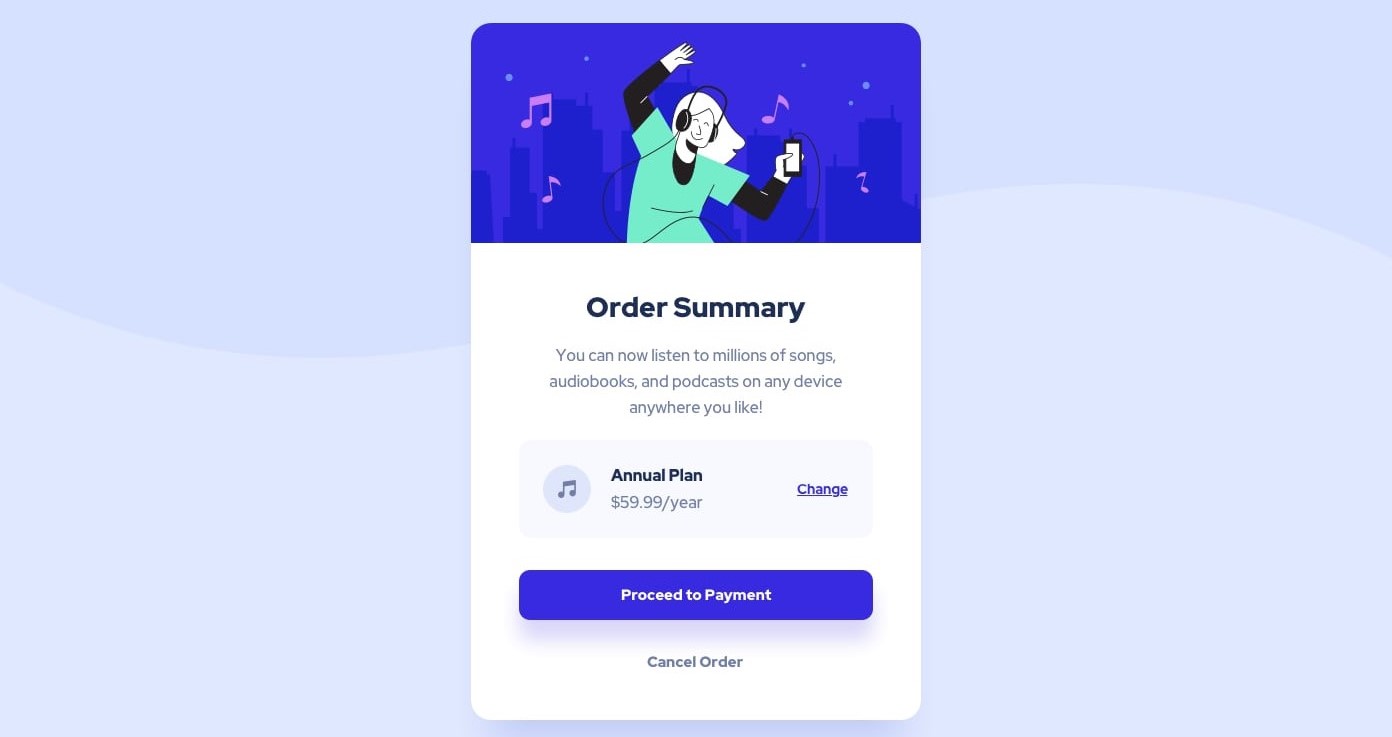 Order Summary
You can now listen to millions of songs,
audiobooks, and podcasts on any device
anywhere you like!
Annual Plan
$59.99/year
Change
Proceed to Payment
Cancel Order